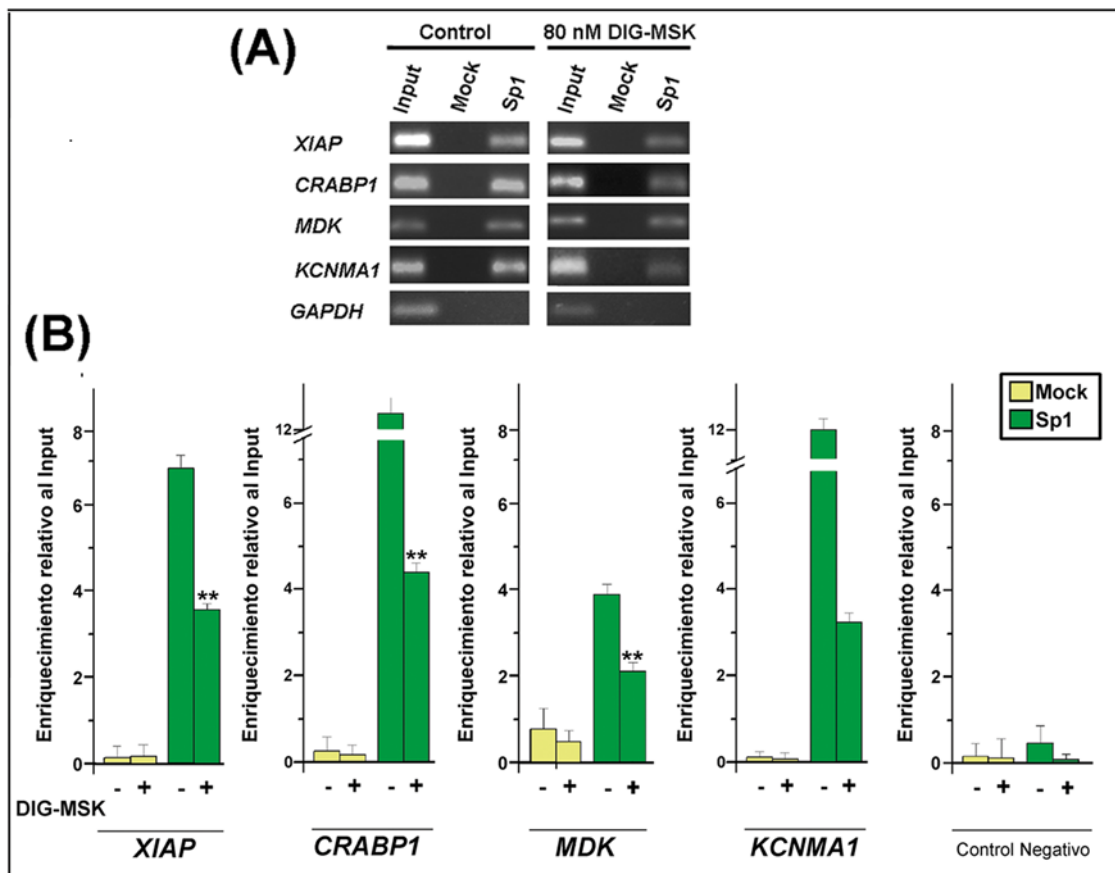 (A)
Control
80 nM DIG-MSK
Input Mock Sp1 Input Mock Sp1
XIAP
CRABP1
MDK
KCNMA1
GAPDH
(B)
Mock
Sp1
Enriquecimiento relativo al Input
8
6
4
2
0
**
- + - +
Enriquecimiento relativo al Input
12
6
4
2
0
**
- + - +
Enriquecimiento relativo al Input
8
6
4
2
0
**
- + - +
Enriquecimiento relativo al Input
12
6
4
2
0
- + - +
Enriquecimiento relativo al Input
8
6
4
2
0
- + - +
DIG-MSK
XIAP
CRABP1
MDK
KCNMA1
Control Negativo